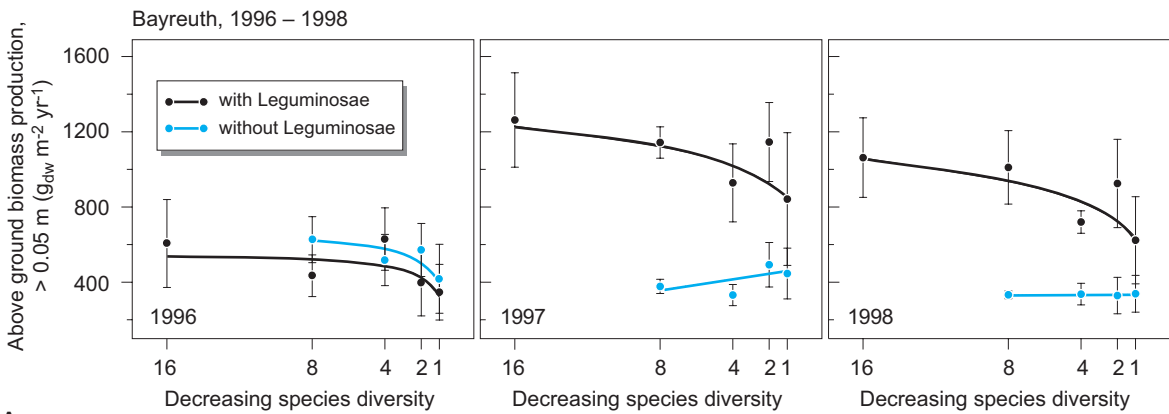 Bayreuth, 1996 – 1998
Above ground biomass production,
> 0.05 m (g_dw m⁻² yr⁻¹)
1600
1200
800
400
with Leguminosae
without Leguminosae
1996
1997
1998
16 8 4 2 1
16 8 4 2 1
16 8 4 2 1
Decreasing species diversity
Decreasing species diversity
Decreasing species diversity